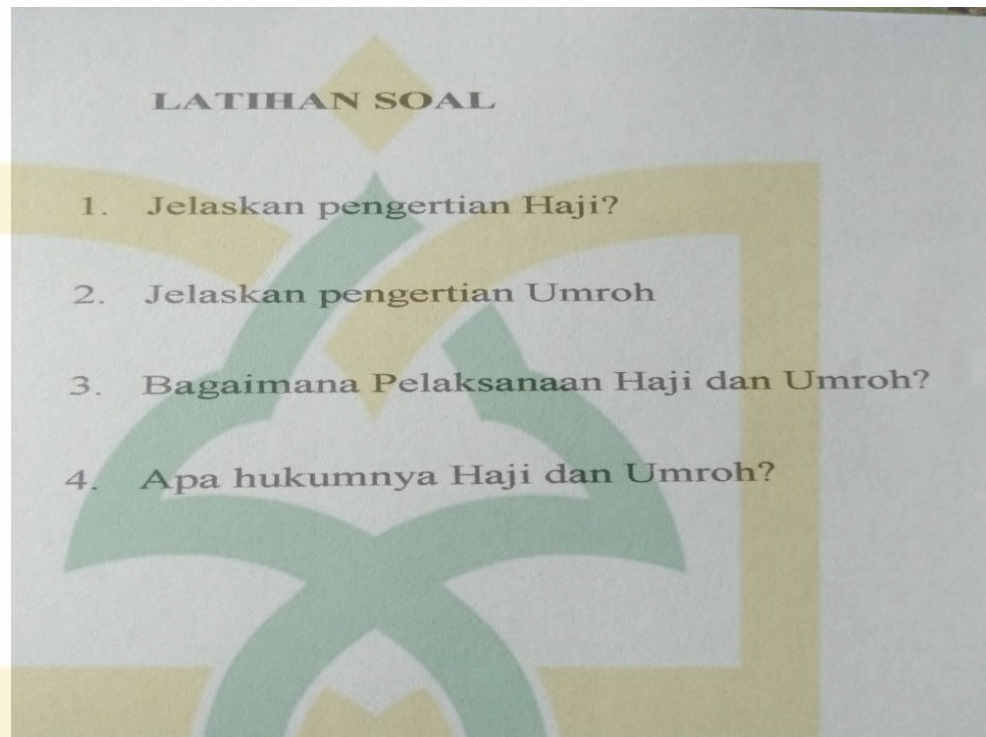 LATIHAN SOAL
1. Jelaskan pengertian Haji?
2. Jelaskan pengertian Umroh
3. Bagaimana Pelaksanaan Haji dan Umroh?
4. Apa hukumnya Haji dan Umroh?